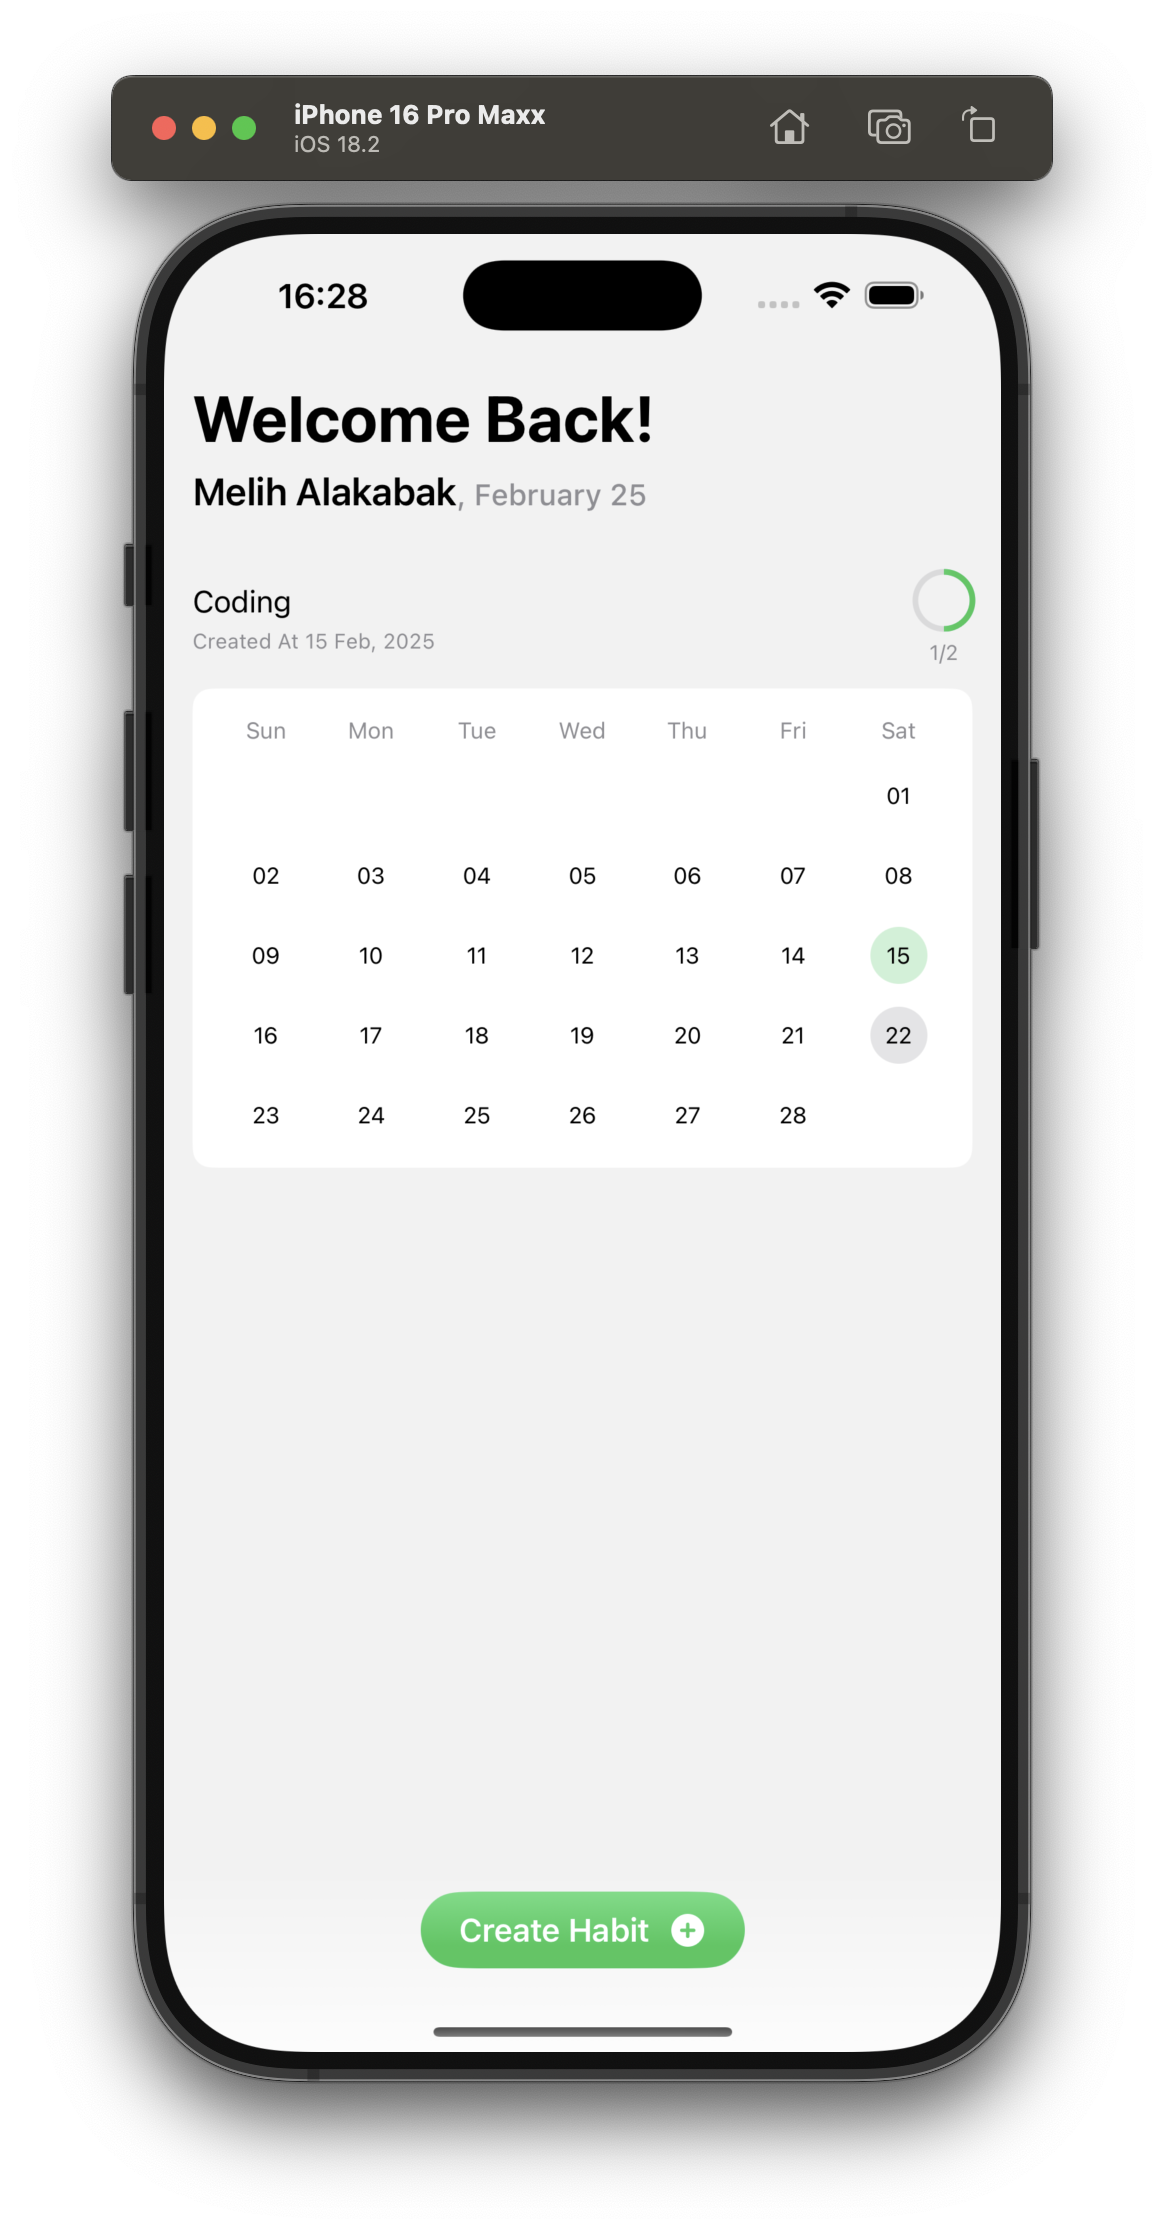 iPhone 16 Pro Maxx
iOS 18.2
16:28
Welcome Back!
Melih Alakabak, February 25
Coding
Created At 15 Feb, 2025
1/2
Sun Mon Tue Wed Thu Fri Sat
01
02 03 04 05 06 07 08
09 10 11 12 13 14 15
16 17 18 19 20 21 22
23 24 25 26 27 28
Create Habit